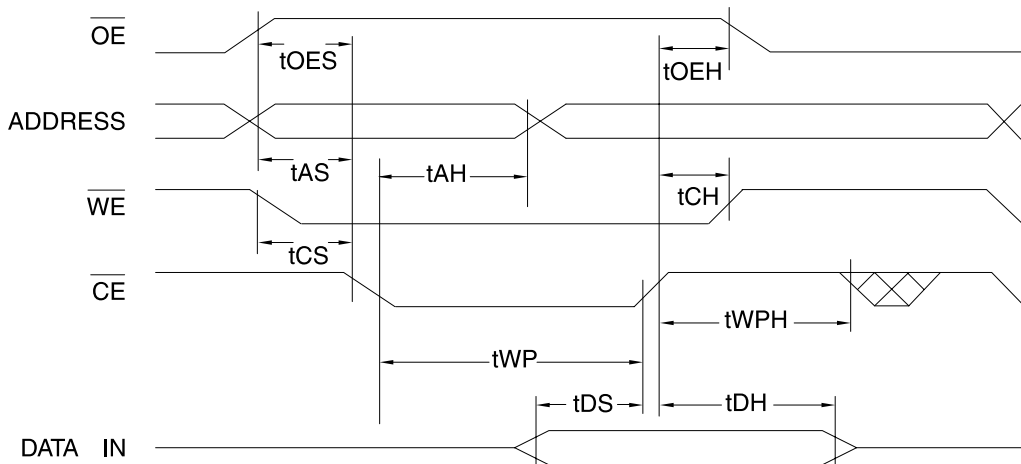 OE
tOES
tOEH
ADDRESS
tAS
tAH
tCH
WE
tCS
CE
tWPH
tWP
tDS
tDH
DATA IN